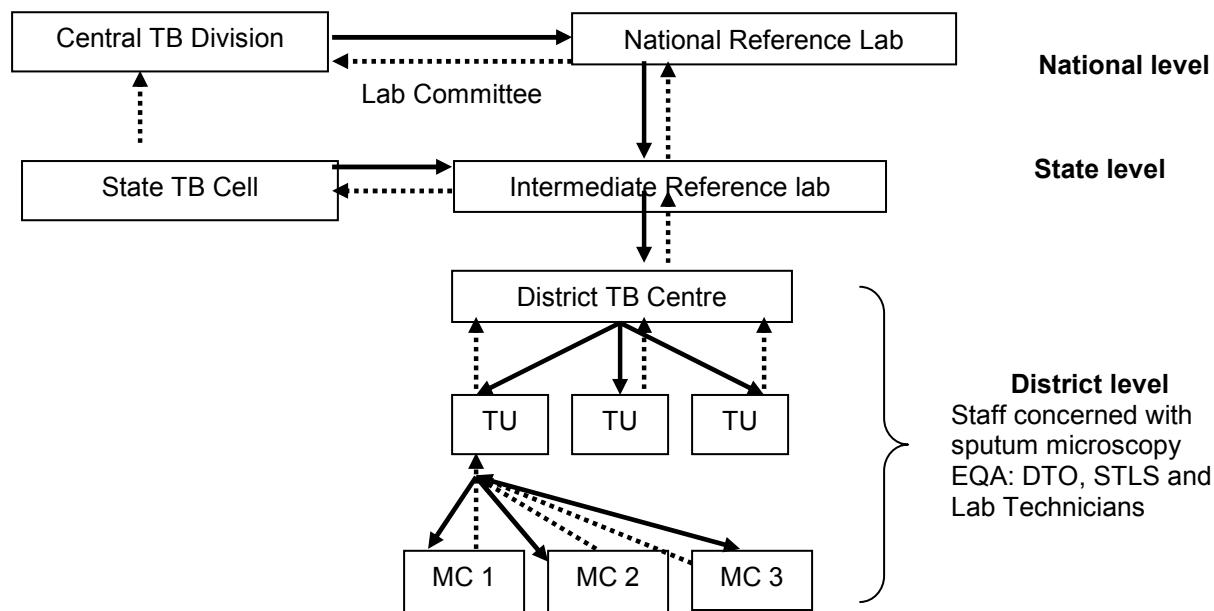 Central TB Division
National Reference Lab
National level
Lab Committee
State TB Cell
Intermediate Reference lab
State level
District TB Centre
TU
TU
TU
District level
Staff concerned with
sputum microscopy
EQA: DTO, STLS and
Lab Technicians
MC 1
MC 2
MC 3